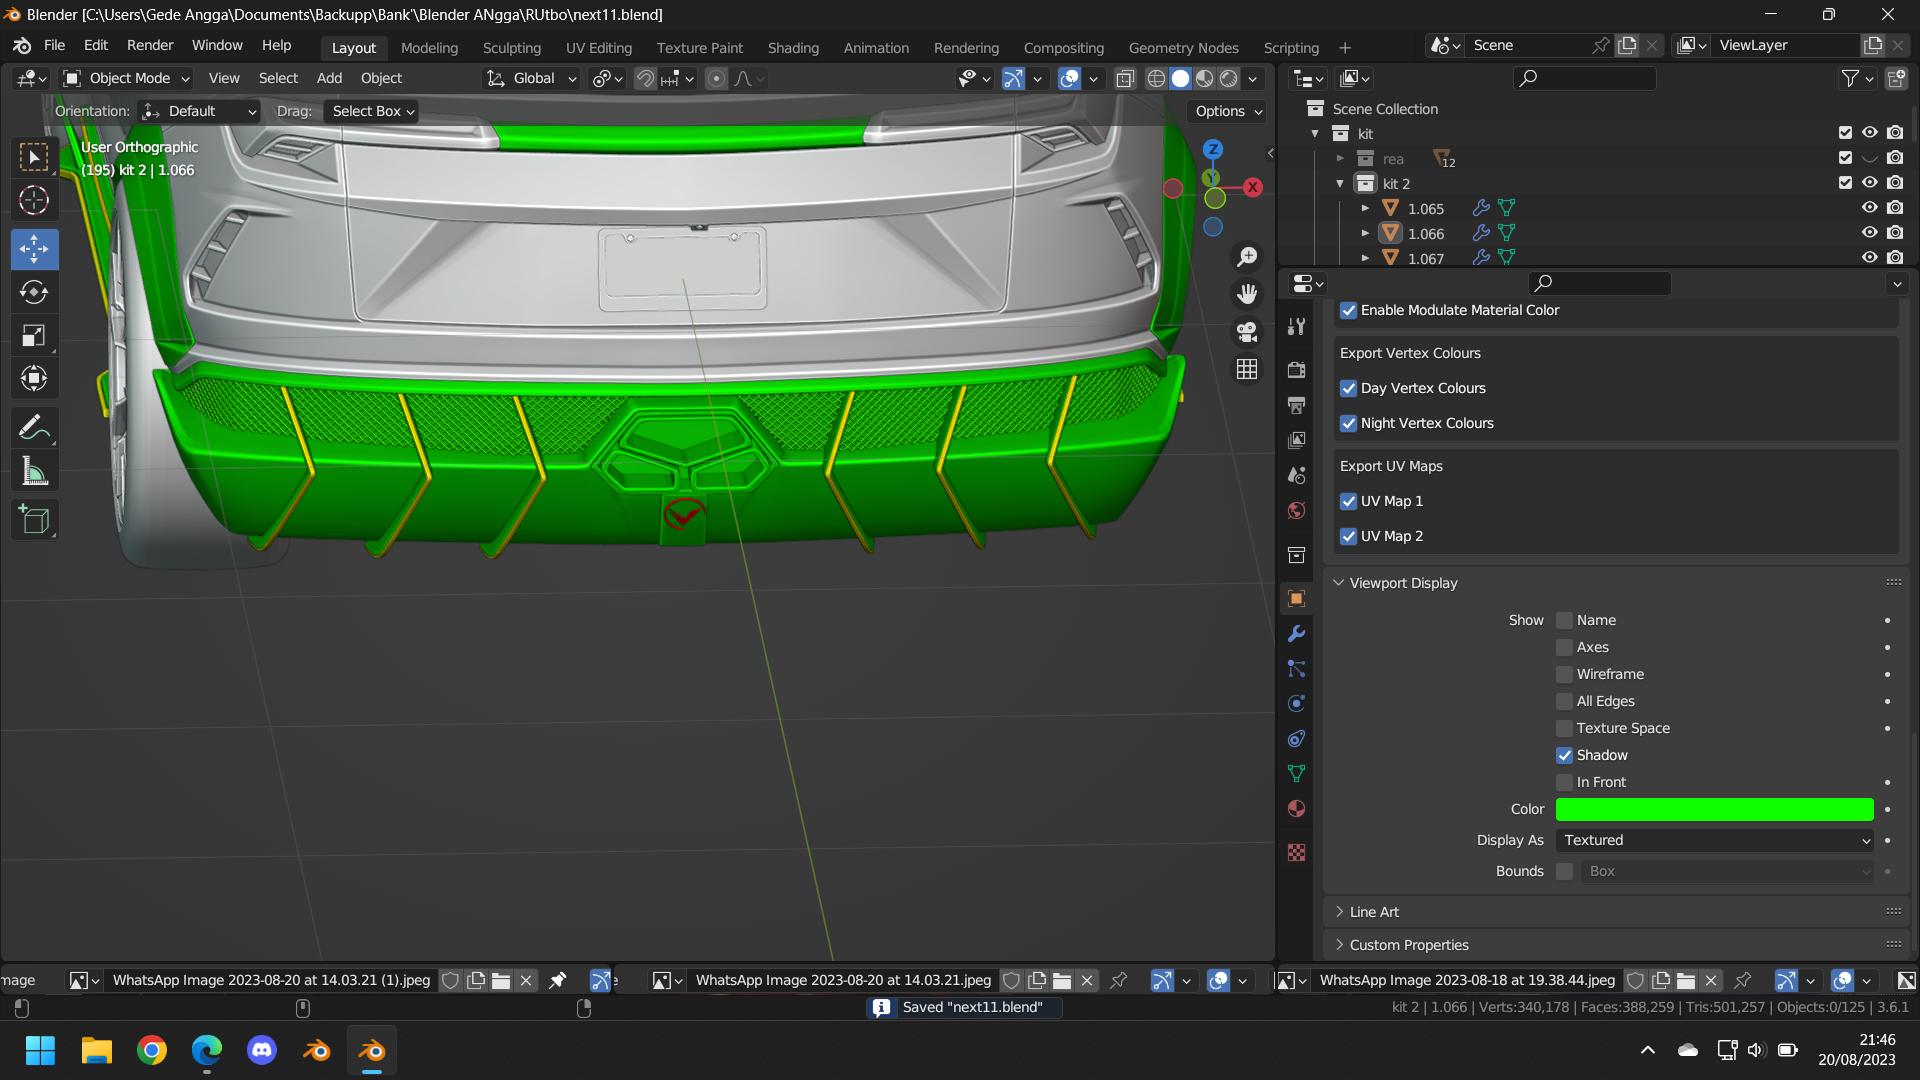 Blender [C:\Users\Gede Angga\Documents\Backupp\Bank'\Blender ANgga\RUtbo\next11.blend]
File Edit Render Window Help Layout Modeling Sculpting UV Editing Texture Paint Shading Animation Rendering Compositing Geometry Nodes Scripting + Scene ViewLayer
Object Mode View Select Add Object Global
Orientation: Default Drag: Select Box Options
User Orthographic
(195) kit 2 | 1.066
Z
Y
X
Scene Collection
kit
rea 12
kit 2
1.065
1.066
1.067
Enable Modulate Material Color
Export Vertex Colours
Day Vertex Colours
Night Vertex Colours
Export UV Maps
UV Map 1
UV Map 2
Viewport Display
Show Name
Axes
Wireframe
All Edges
Texture Space
Shadow
In Front
Color
Display As Textured
Bounds Box
Line Art
Custom Properties
mage WhatsApp Image 2023-08-20 at 14.03.21 (1).jpeg e WhatsApp Image 2023-08-20 at 14.03.21.jpeg WhatsApp Image 2023-08-18 at 19.38.44.jpeg
Saved "next11.blend"
kit 2 | 1.066 | Verts:340,178 | Faces:388,259 | Tris:501,257 | Objects:0/125 | 3.6.1
21:46
20/08/2023